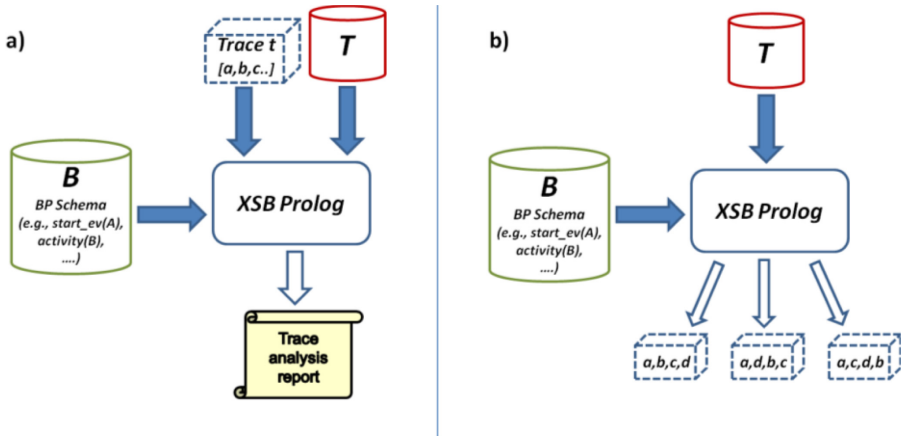 a)
Trace t
[a,b,c..]
T
B
BP Schema
(e.g., start_ev(A),
activity(B),
....)
XSB Prolog
Trace
analysis
report
b)
T
B
BP Schema
(e.g., start_ev(A),
activity(B),
....)
XSB Prolog
a,b,c,d
a,d,b,c
a,c,d,b